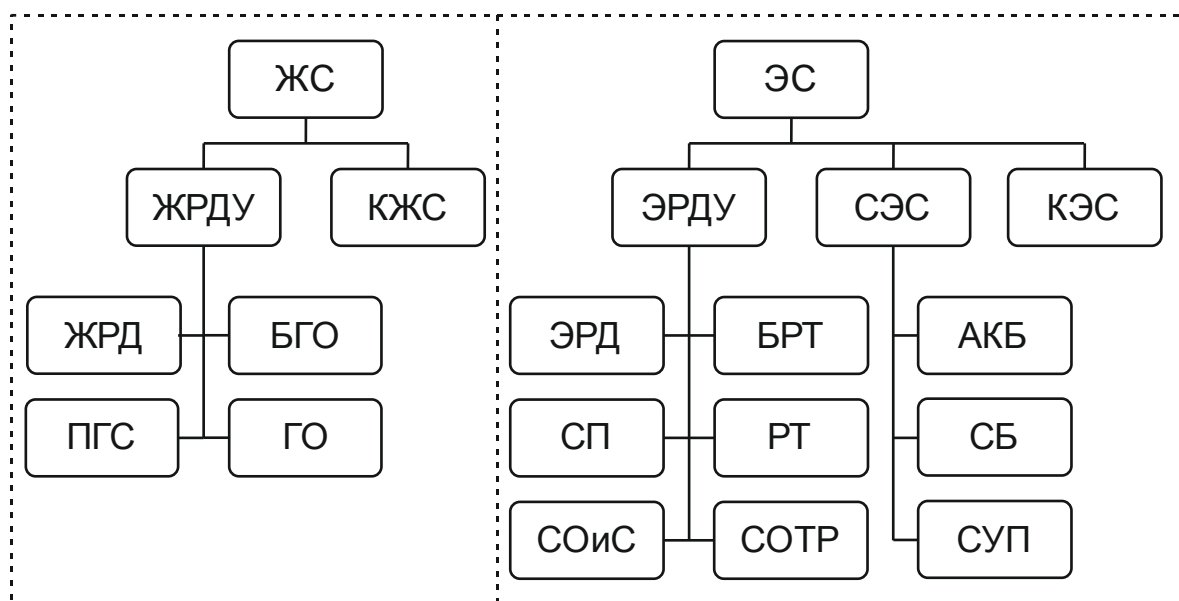 ЖС
ЖРДУ
КЖС
ЖРД
БГО
ПГС
ГО
ЭС
ЭРДУ
СЭС
КЭС
ЭРД
БРТ
АКБ
СП
РТ
СБ
СОиС
СОТР
СУП